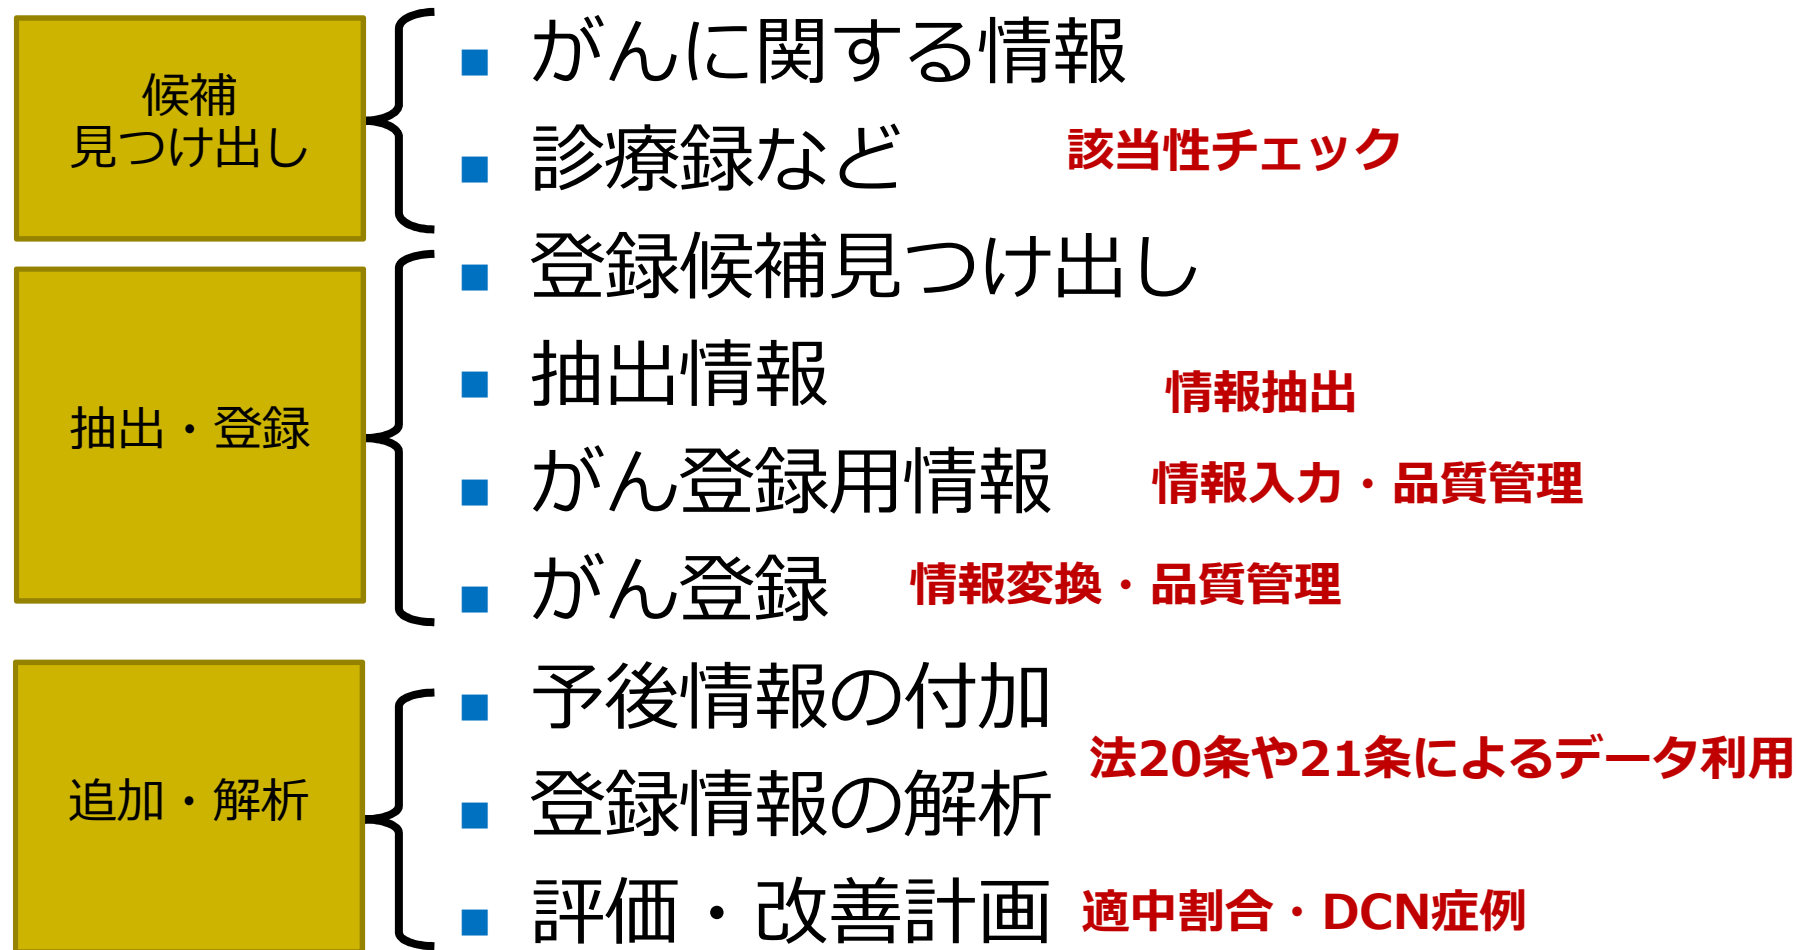 候補
見つけ出し
がんに関する情報
診療録など
該当性チェック
抽出・登録
登録候補見つけ出し
抽出情報
情報抽出
がん登録用情報
情報入力・品質管理
がん登録
情報変換・品質管理
追加・解析
予後情報の付加
法20条や21条によるデータ利用
登録情報の解析
評価・改善計画
適中割合・DCN症例